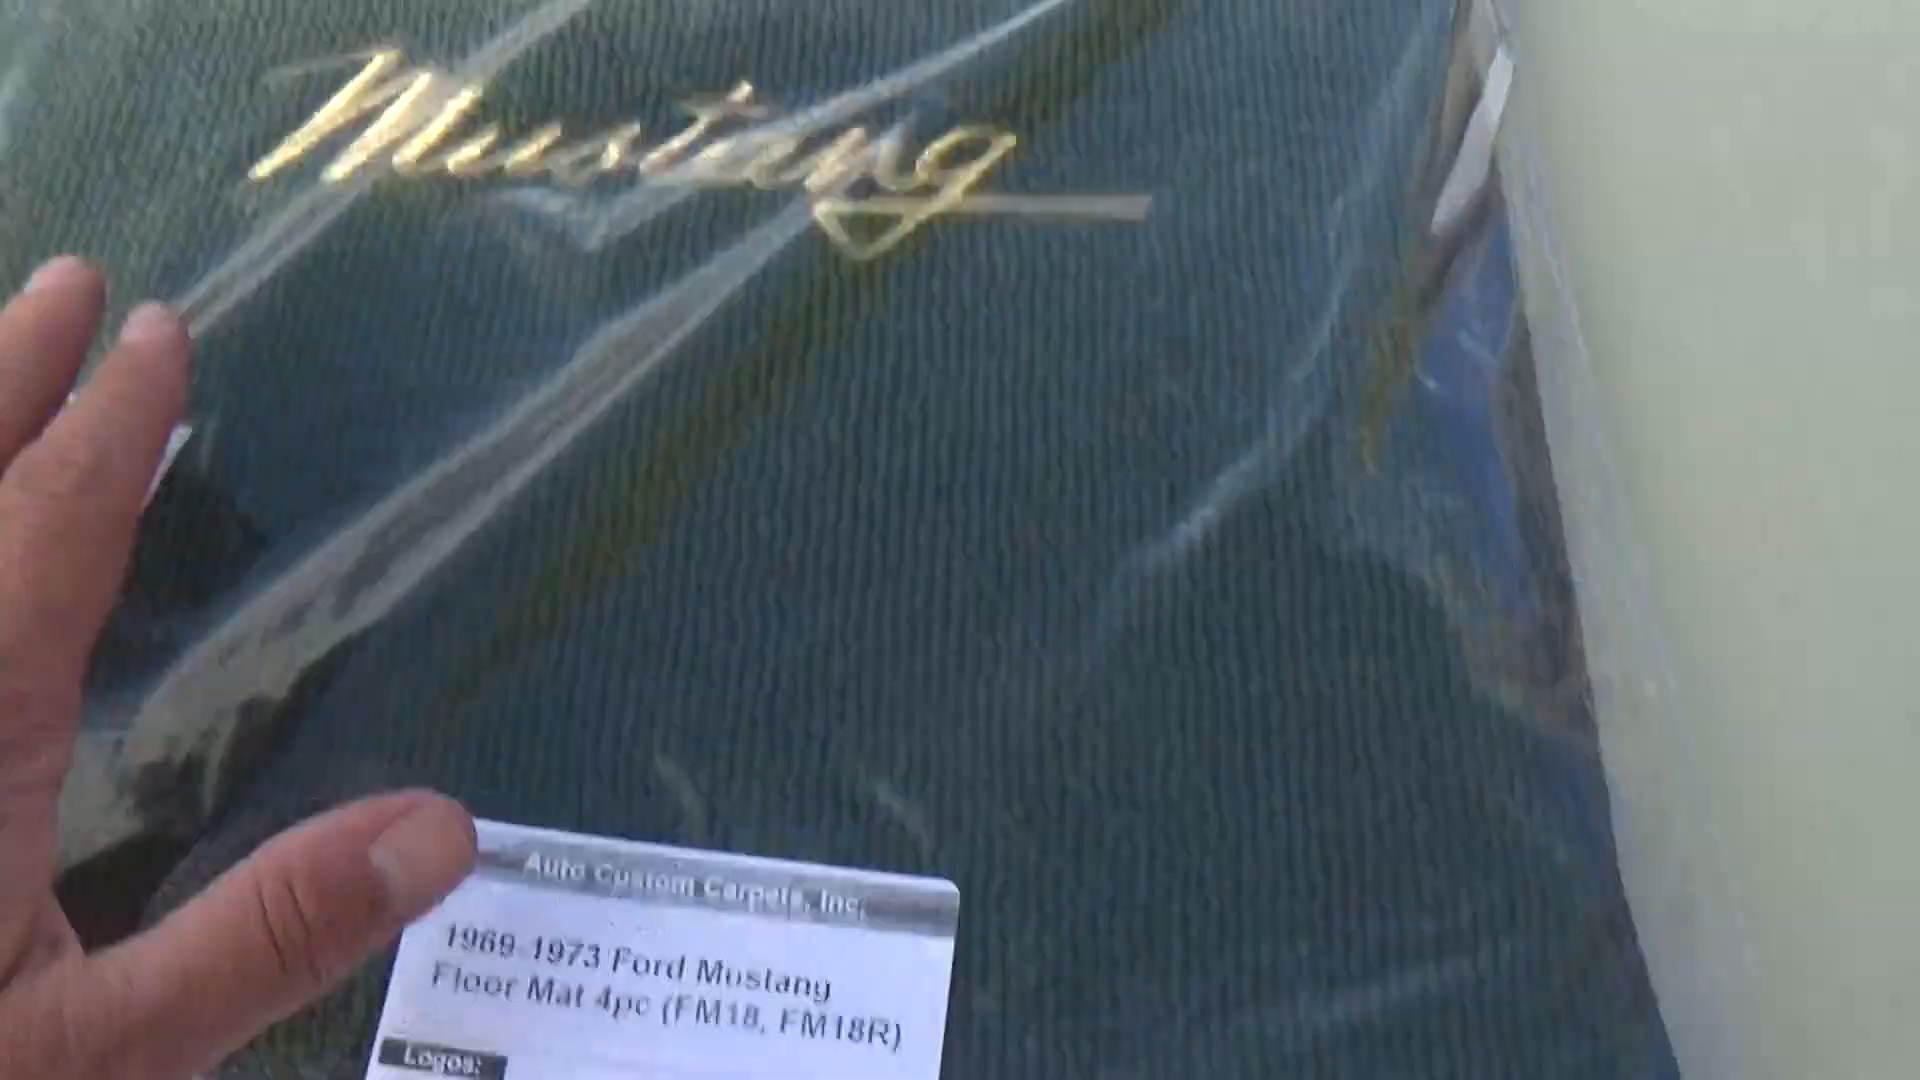 Mustang
Auto Custom Carpets, Inc.
1969-1973 Ford Mustang
Floor Mat 4pc (FM18, FM18R)
Logos: